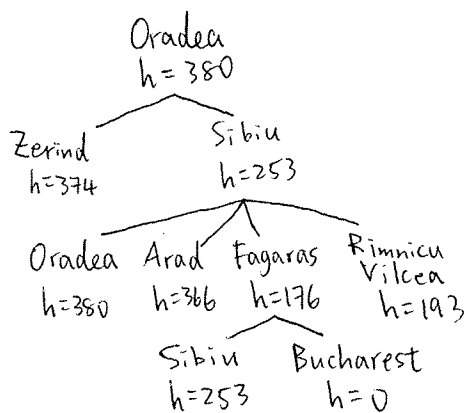 Oradea
h=380
Zerind
h=374
Sibiu
h=253
Oradea
h=380
Arad
h=366
Fagaras
h=176
Rimnicu
Vilcea
h=193
Sibiu
h=253
Bucharest
h=0